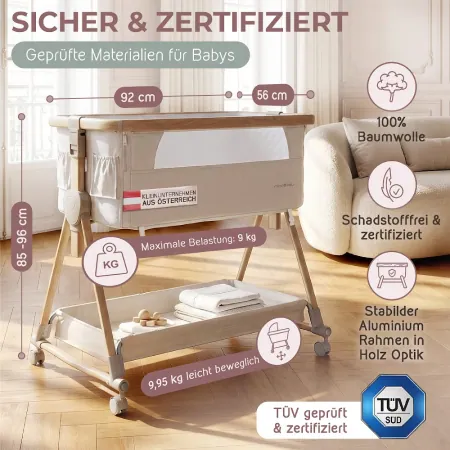 SICHER & ZERTIFIZIERT
Geprüfte Materialien für Babys
92 cm
56 cm
100%
Baumwolle
KLEINUNTERNEHMEN
AUS ÖSTERREICH
85 -96 cm
Schadstofffrei &
zertifiziert
Maximale Belastung: 9 kg
KG
Stabiler
Aluminium
Rahmen in
Holz Optik
9,95 kg leicht beweglich
TÜV geprüft
& zertifiziert
TÜV
SÜD